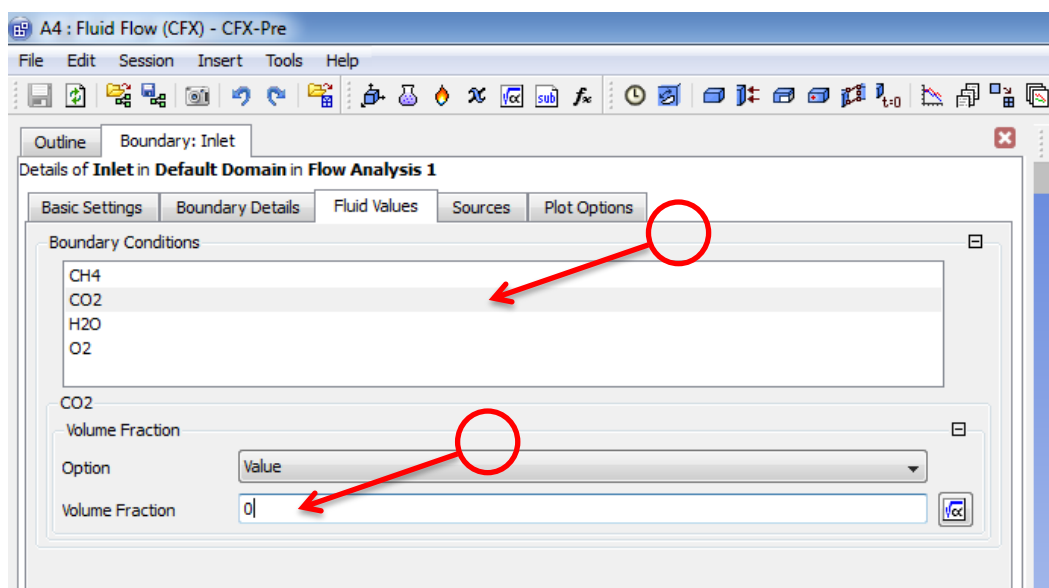 A4 : Fluid Flow (CFX) - CFX-Pre
File Edit Session Insert Tools Help
sub t=0
Outline Boundary: Inlet
Details of Inlet in Default Domain in Flow Analysis 1
Basic Settings Boundary Details Fluid Values Sources Plot Options
Boundary Conditions
CH4
CO2
H2O
O2
CO2
Volume Fraction
Option Value
Volume Fraction 0